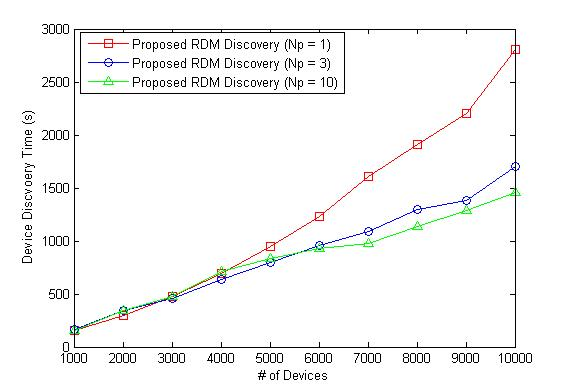 3000
2500
2000
1500
1000
500
0
Device Discvoery Time (s)
Proposed RDM Discovery (Np = 1)
Proposed RDM Discovery (Np = 3)
Proposed RDM Discovery (Np = 10)
1000 2000 3000 4000 5000 6000 7000 8000 9000 10000
# of Devices